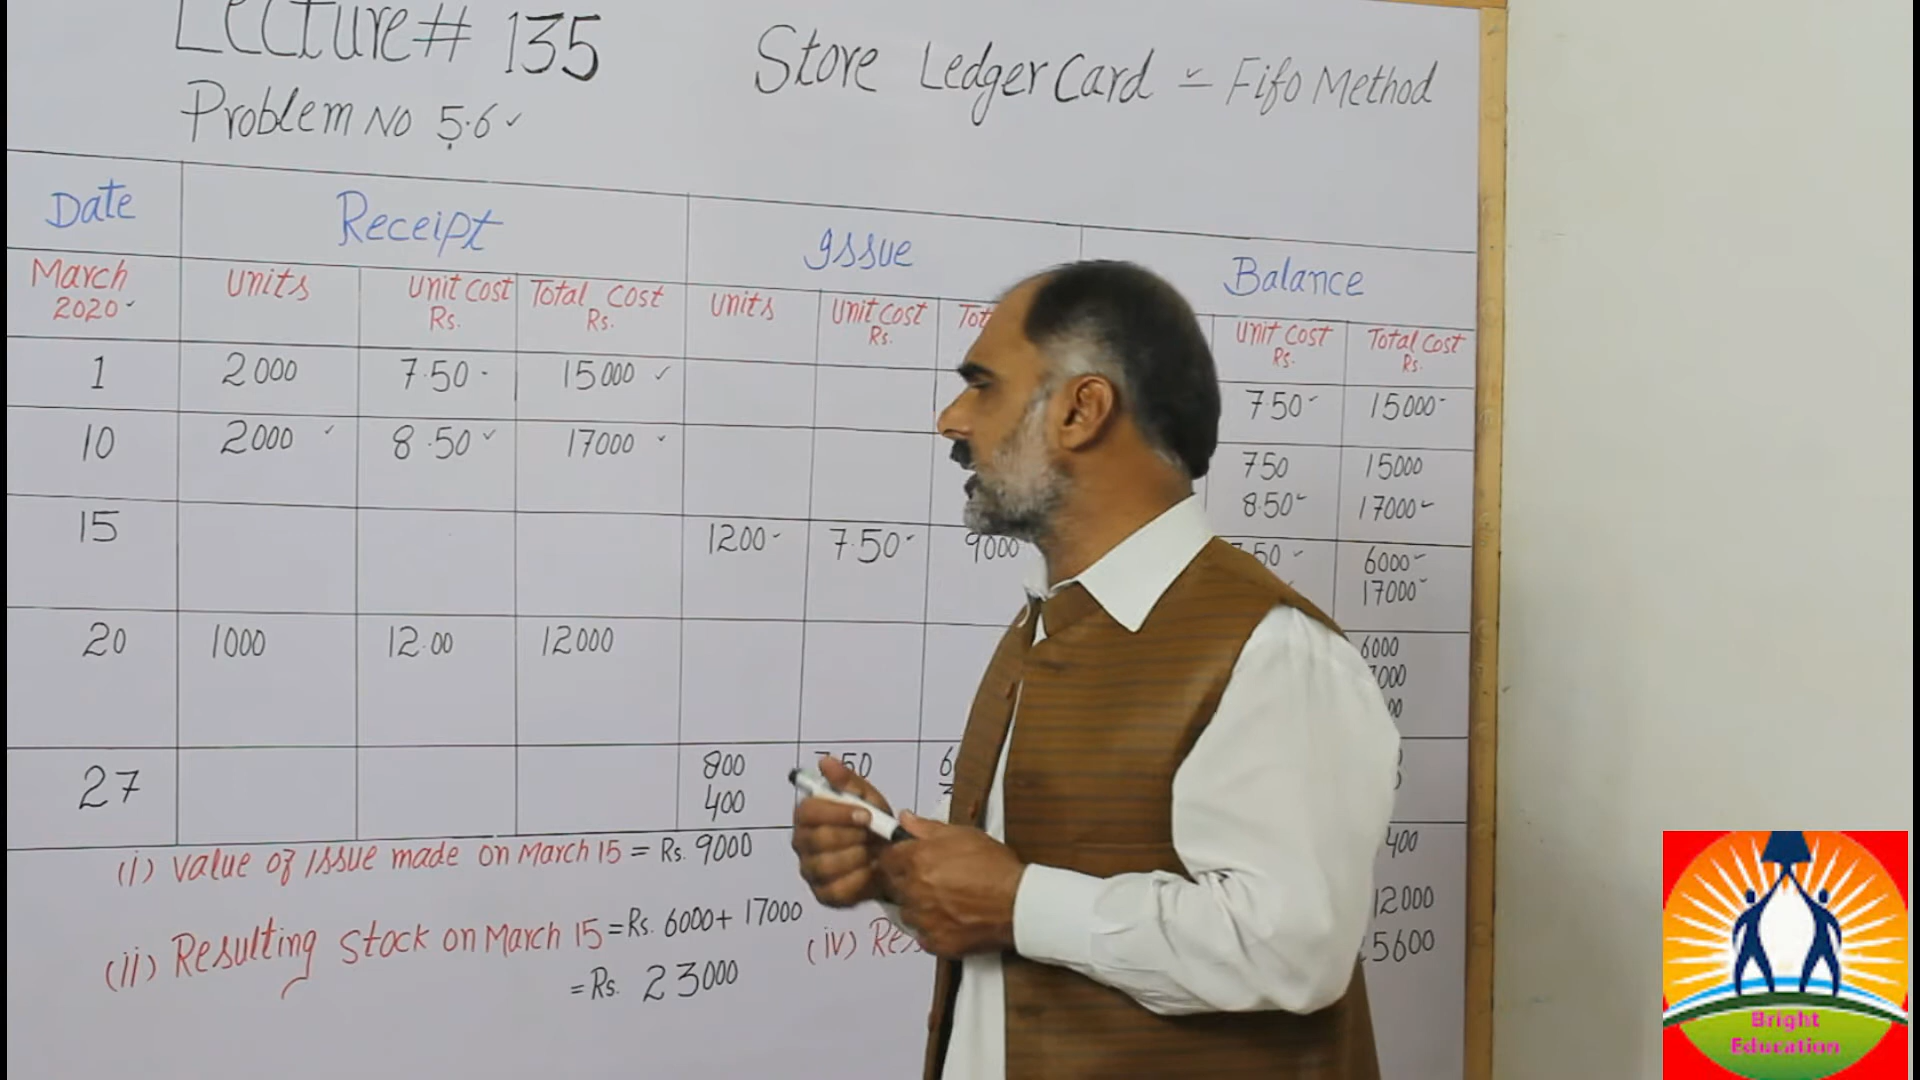 Lecture# 135
Store Ledger Card - Fifo Method
Problem No 5.6
Date Receipt Issue Balance
March 2020 Units Unit Cost Rs. Total Cost Rs. Units Unit Cost Rs. Unit Cost Rs. Total Cost Rs.
1 2000 7.50 15000 7.50 15000
10 2000 8.50 17000 750 15000
8.50 17000
15 1200 7.50 9000 6000
17000
20 1000 12.00 12000 6000
27 800
400
(i) Value of Issue made on March 15 = Rs. 9000
(ii) Resulting Stock on March 15 = Rs. 6000+ 17000
= Rs. 23000
(iv)
12000
Bright
Education